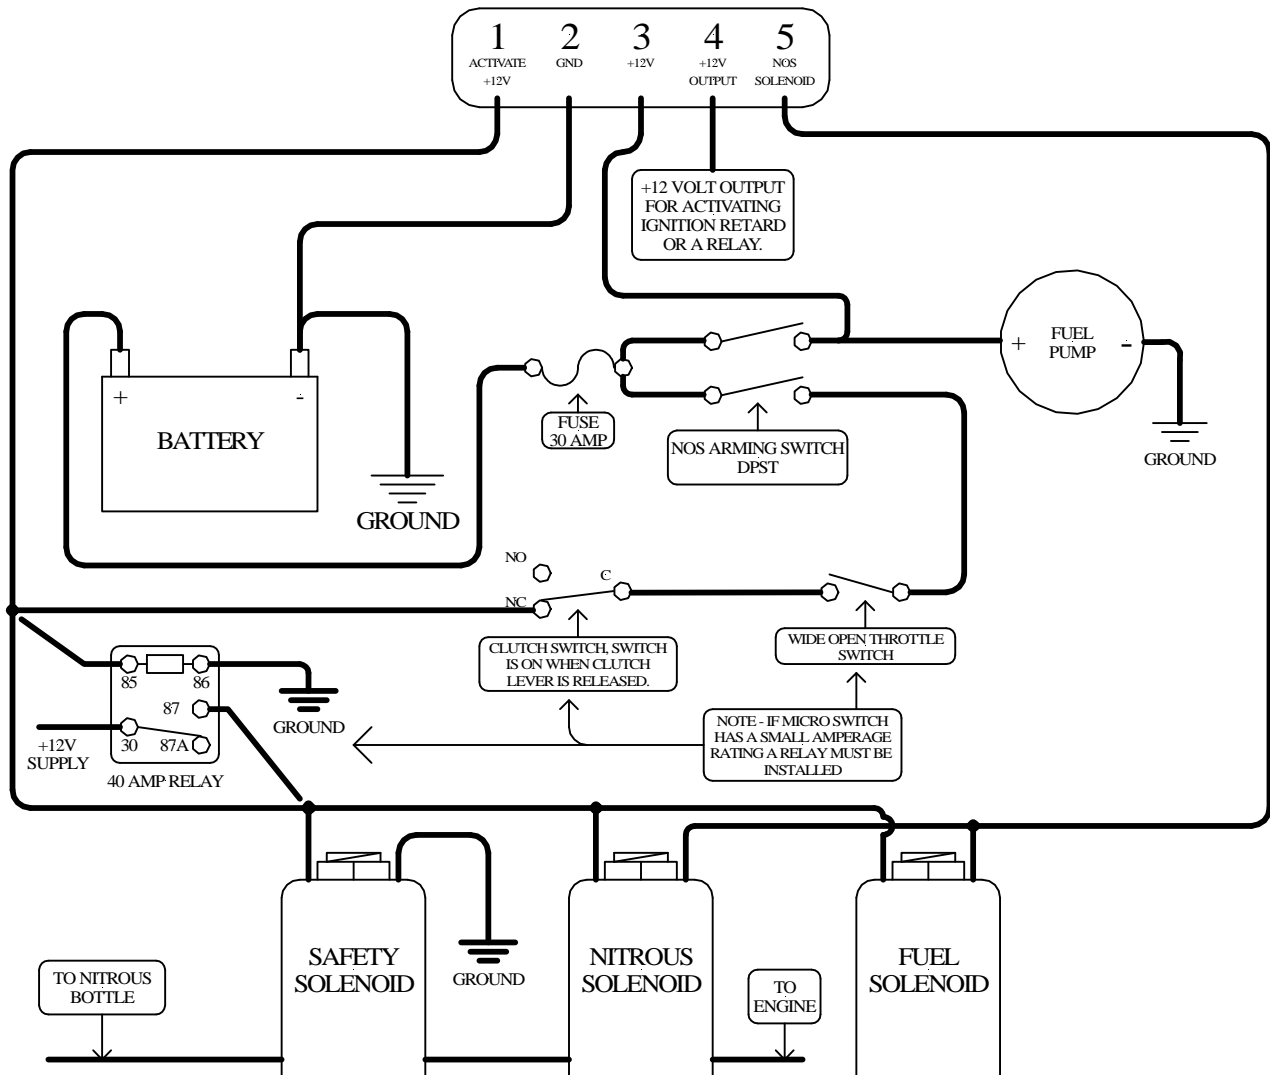 1
ACTIVATE
+12V
2
GND
3
+12V
4
+12V
OUTPUT
5
NOS
SOLENOID
+12 VOLT OUTPUT
FOR ACTIVATING
IGNITION RETARD
OR A RELAY.
+
-
BATTERY
GROUND
FUSE
30 AMP
NOS ARMING SWITCH
DPST
+
FUEL
PUMP
-
GROUND
NO
NC
C
CLUTCH SWITCH, SWITCH
IS ON WHEN CLUTCH
LEVER IS RELEASED.
WIDE OPEN THROTTLE
SWITCH
NOTE - IF MICRO SWITCH
HAS A SMALL AMPERAGE
RATING A RELAY MUST BE
INSTALLED
85
86
87
30
87A
+12V
SUPPLY
40 AMP RELAY
GROUND
SAFETY
SOLENOID
GROUND
NITROUS
SOLENOID
FUEL
SOLENOID
TO NITROUS
BOTTLE
TO
ENGINE